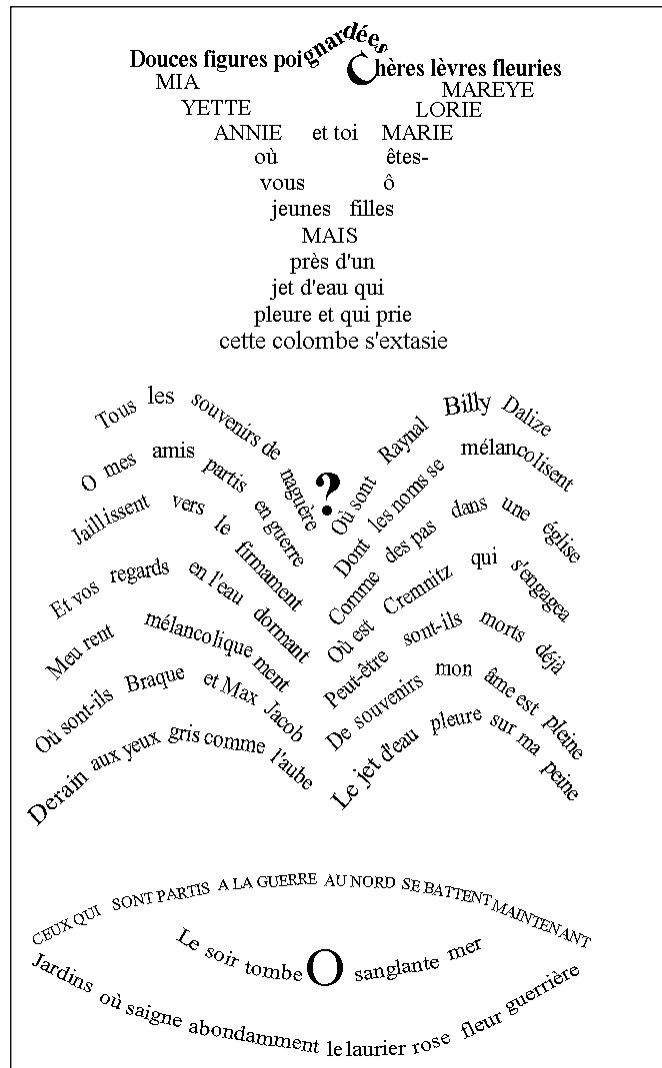 Douces figures poignardées
Chères lèvres fleuries
MIA MAREYE
YETTE LORIE
ANNIE et toi MARIE
où êtes-
vous ô
jeunes filles
MAIS
près d'un
jet d'eau qui
pleure et qui prie
cette colombe s'extasie
Tous les souvenirs de naguère
O mes amis partis en guerre
Jaillissent vers le firmament
Et vos regards en l'eau dormant
Meu rent mélancolique ment
Où sont-ils Braque et Max Jacob
Derain aux yeux gris comme l'aube
?
Où sont Raynal Billy Dalize
Dont les noms se mélancolisent
Comme des pas dans une église
Où est Cremnitz qui s'engagea
Peut-être sont-ils morts déjà
De souvenirs mon âme est pleine
Le jet d'eau pleure sur ma peine
CEUX QUI SONT PARTIS A LA GUERRE AU NORD SE BATTENT MAINTENANT
Le soir tombe O sanglante mer
Jardins où saigne abondamment le laurier rose fleur guerrière